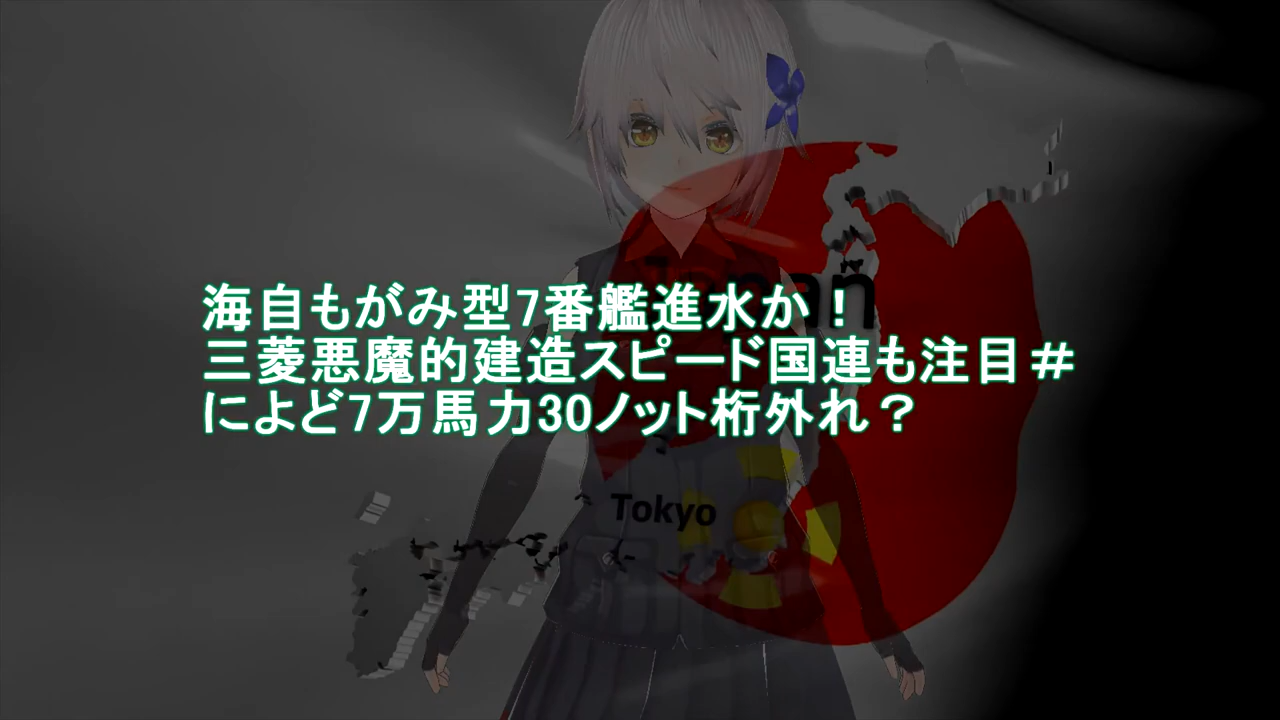 Japan
海自もがみ型7番艦進水か！
三菱悪魔的建造スピード国連も注目＃
によど7万馬力30ノット桁外れ？
Tokyo